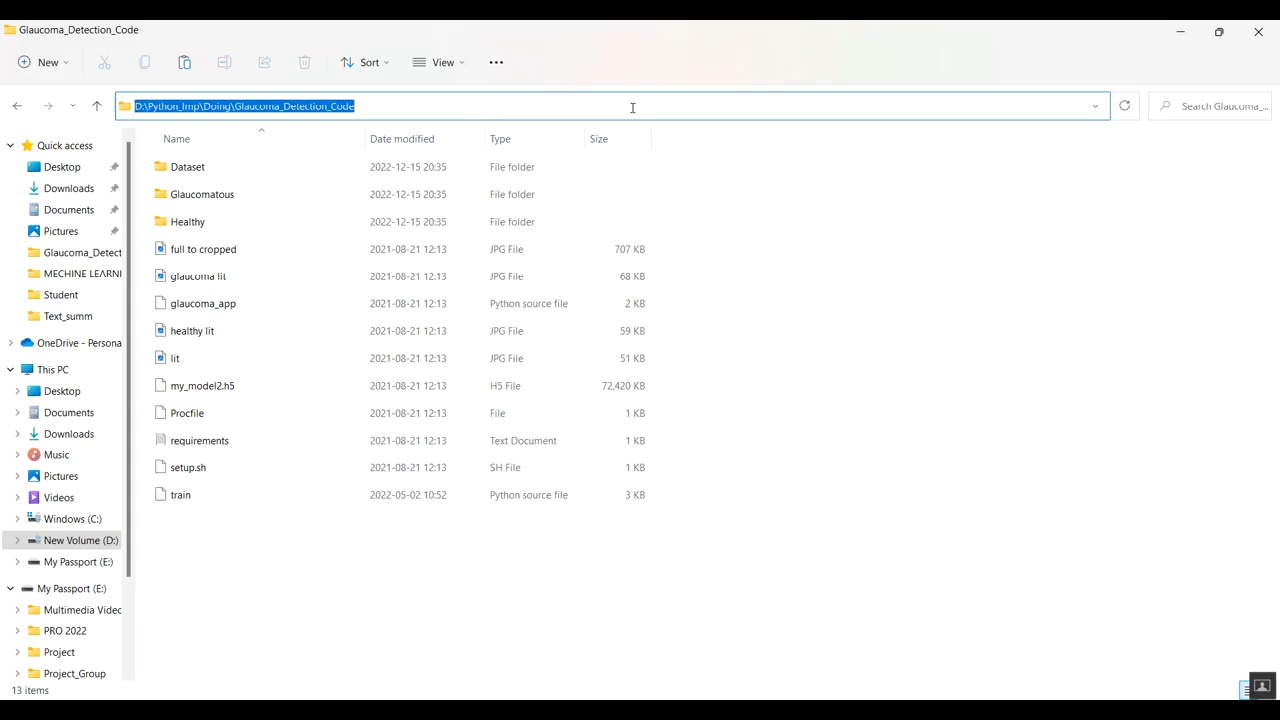 Glaucoma_Detection_Code
New
Sort
View
D:\Python_Imp\Doing\Glaucoma_Detection_Code
Search Glaucoma_...
Name Date modified Type Size
Quick access
Desktop
Downloads
Documents
Pictures
Glaucoma_Detect
MECHINE LEARNI
Student
Text_summ
OneDrive - Persona
This PC
Desktop
Documents
Downloads
Music
Pictures
Videos
Windows (C:)
New Volume (D:)
My Passport (E:)
My Passport (E:)
Multimedia Videc
PRO 2022
Project
Project_Group
Dataset 2022-12-15 20:35 File folder
Glaucomatous 2022-12-15 20:35 File folder
Healthy 2022-12-15 20:35 File folder
full to cropped 2021-08-21 12:13 JPG File 707 KB
glaucoma lit 2021-08-21 12:13 JPG File 68 KB
glaucoma_app 2021-08-21 12:13 Python source file 2 KB
healthy lit 2021-08-21 12:13 JPG File 59 KB
lit 2021-08-21 12:13 JPG File 51 KB
my_model2.h5 2021-08-21 12:13 H5 File 72,420 KB
Procfile 2021-08-21 12:13 File 1 KB
requirements 2021-08-21 12:13 Text Document 1 KB
setup.sh 2021-08-21 12:13 SH File 1 KB
train 2022-05-02 10:52 Python source file 3 KB
13 items